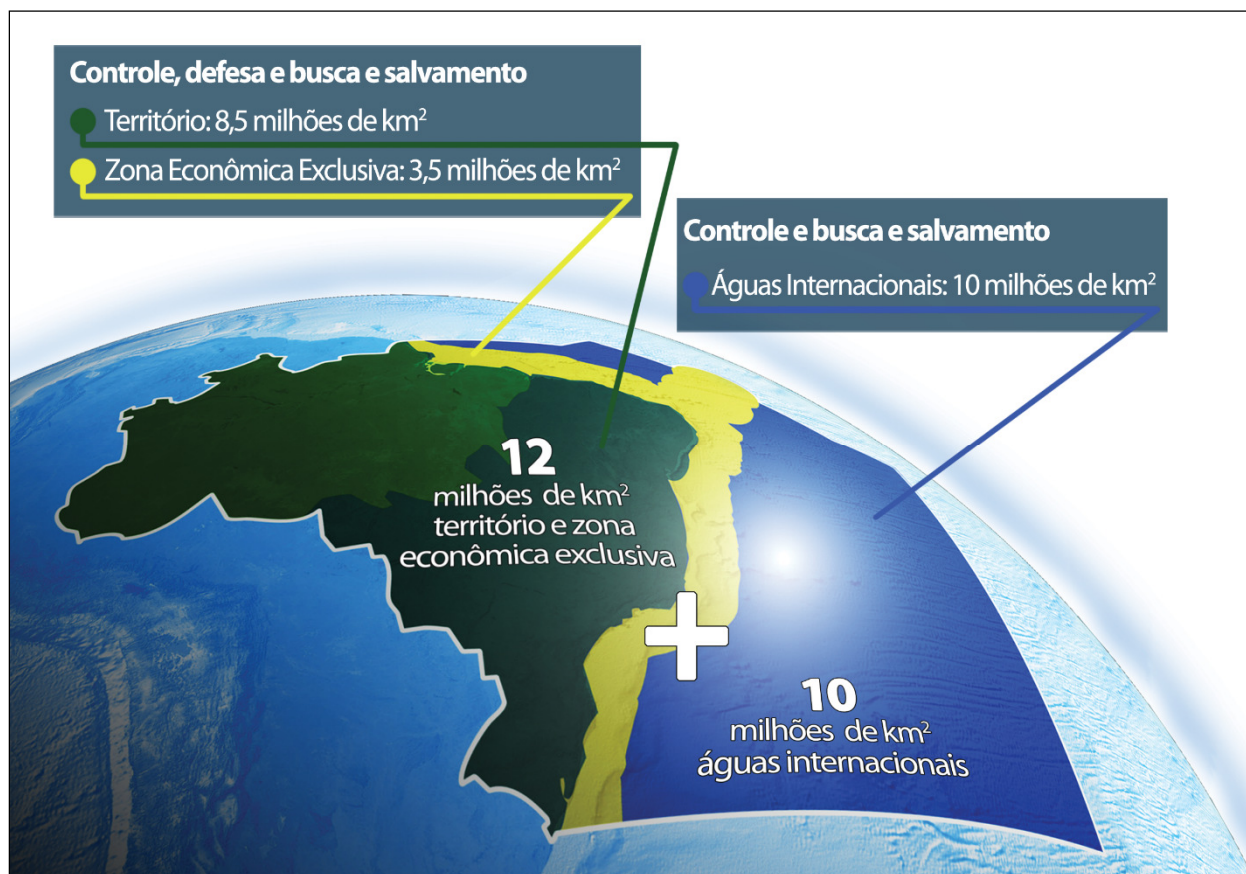 Controle, defesa e busca e salvamento
Território: 8,5 milhões de km²
Zona Econômica Exclusiva: 3,5 milhões de km²
Controle e busca e salvamento
Águas Internacionais: 10 milhões de km²
12
milhões de km²
território e zona
econômica exclusiva
10
milhões de km²
águas internacionais